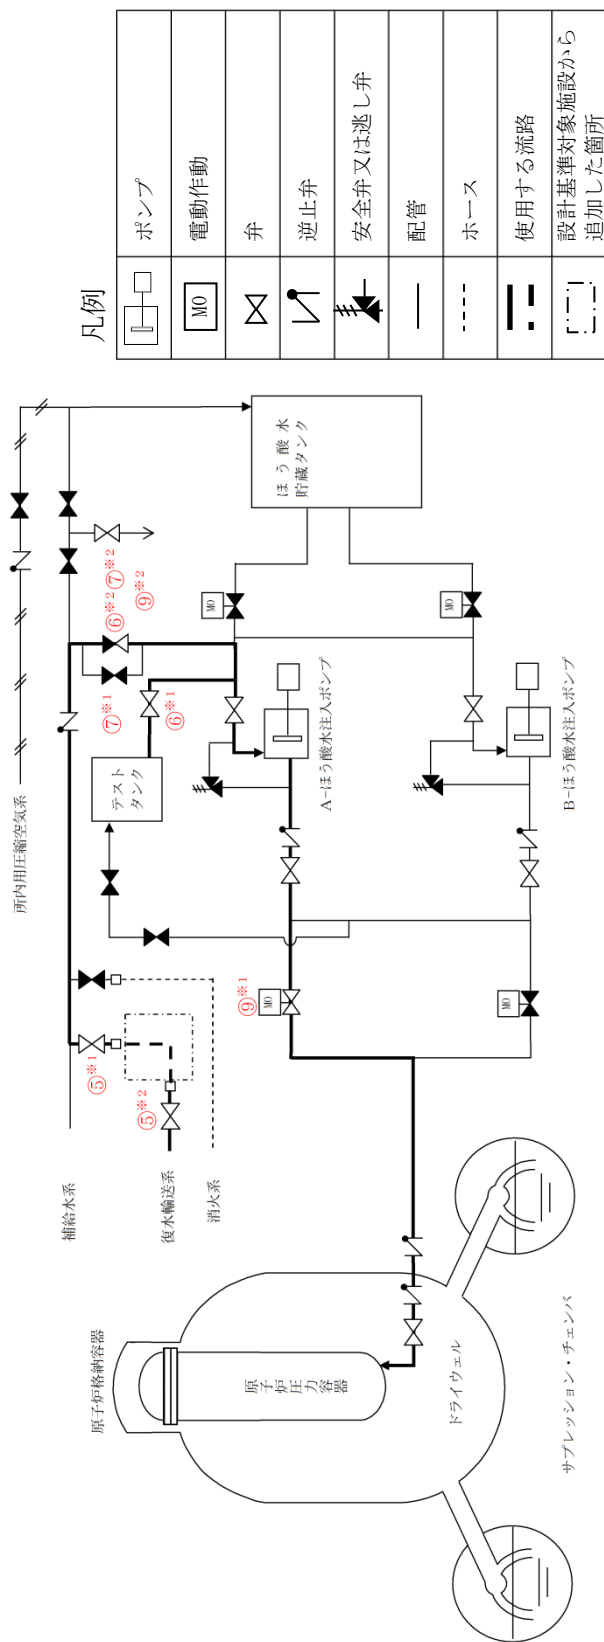 所内用圧縮空気系
補給水系
復水輸送系
消火系
⑤※1
⑤※2
⑥※2⑦※2
⑨※2
⑦※1
⑥※1
テスト
タンク
ほう酸水
貯蔵タンク
MO
MO
A-ほう酸水注入ポンプ
B-ほう酸水注入ポンプ
⑨※1
MO
MO
原子炉格納容器
原子炉圧力容器
ドライウェル
サプレッション・チェンバ
凡例
ポンプ
MO
電動作動
弁
逆止弁
安全弁又は逃し弁
配管
ホース
使用する流路
設計基準対象施設から
追加した箇所